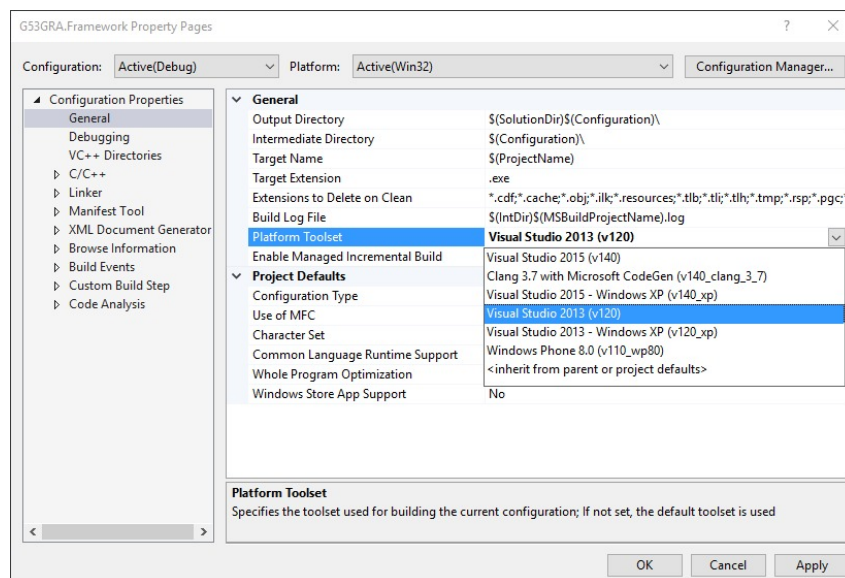 G53GRA.Framework Property Pages
Configuration: Active(Debug) Platform: Active(Win32) Configuration Manager...
Configuration Properties
General
Debugging
VC++ Directories
C/C++
Linker
Manifest Tool
XML Document Generator
Browse Information
Build Events
Custom Build Step
Code Analysis
General
Output Directory $(SolutionDir)$(Configuration)\
Intermediate Directory $(Configuration)\
Target Name $(ProjectName)
Target Extension .exe
Extensions to Delete on Clean *.cdf;*.cache;*.obj;*.ilk;*.resources;*.tlb;*.tli;*.tlh;*.tmp;*.rsp;*.pgc;*
Build Log File $(IntDir)$(MSBuildProjectName).log
Platform Toolset Visual Studio 2013 (v120)
Enable Managed Incremental Build Visual Studio 2015 (v140)
Clang 3.7 with Microsoft CodeGen (v140_clang_3_7)
Project Defaults
Configuration Type Visual Studio 2015 - Windows XP (v140_xp)
Use of MFC Visual Studio 2013 (v120)
Character Set Visual Studio 2013 - Windows XP (v120_xp)
Common Language Runtime Support Windows Phone 8.0 (v110_wp80)
Whole Program Optimization <inherit from parent or project defaults>
Windows Store App Support No
Platform Toolset
Specifies the toolset used for building the current configuration; If not set, the default toolset is used
OK Cancel Apply